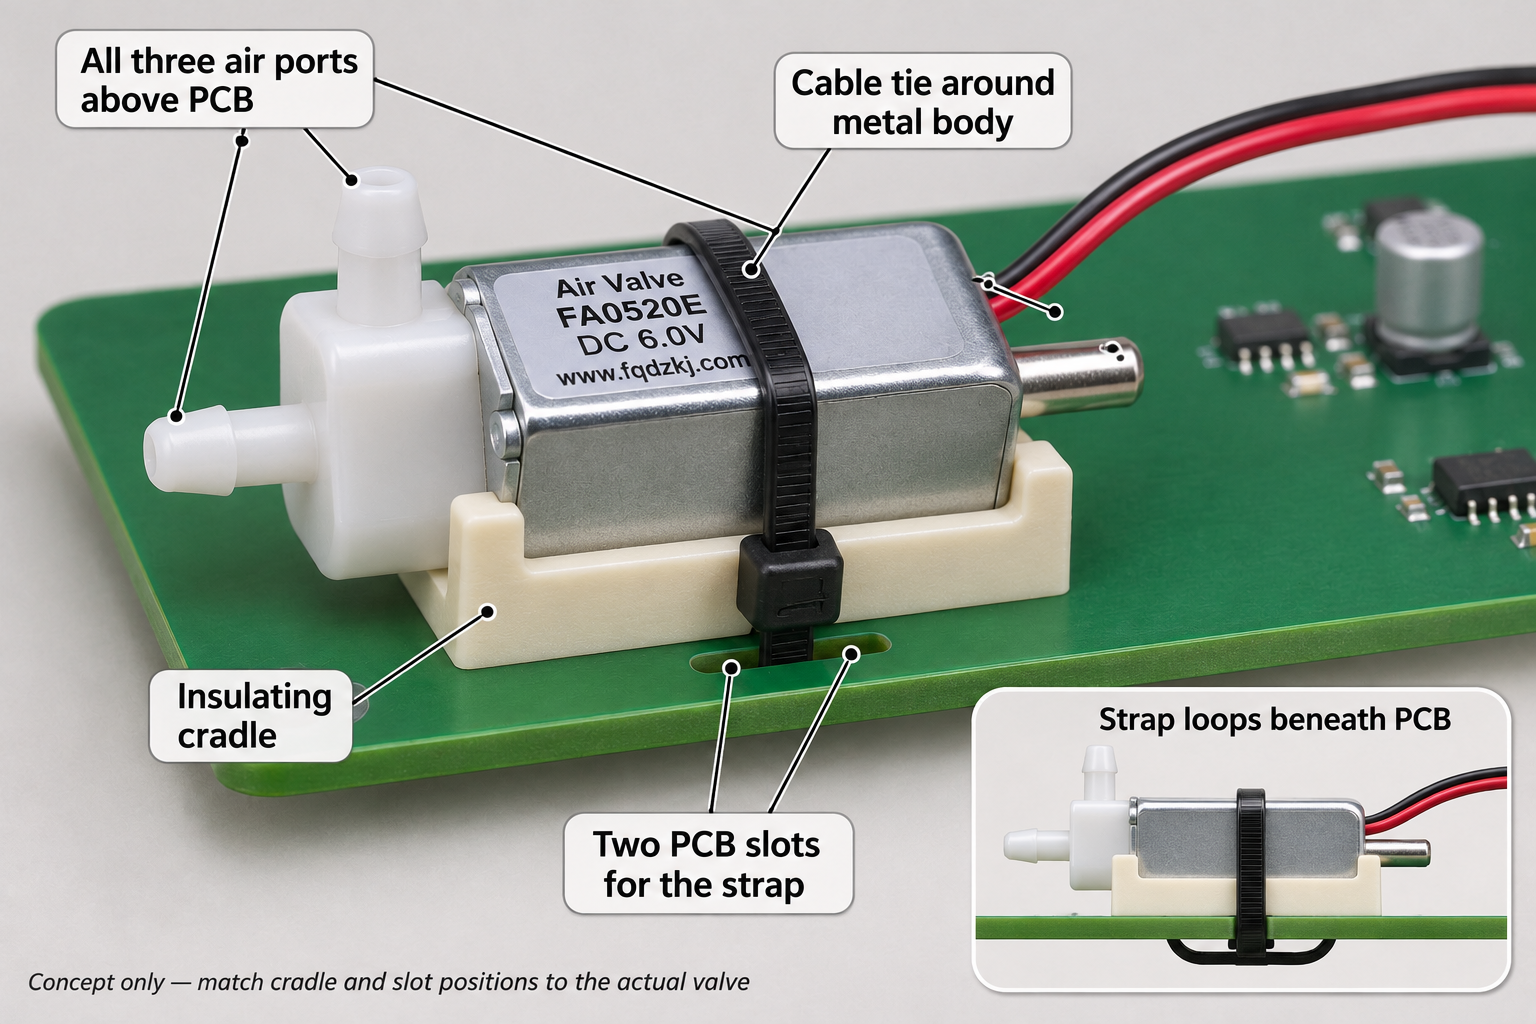 All three air ports
above PCB
Cable tie around
metal body
Air Valve
FA0520E
DC 6.0V
www.fqdzkj.com
Insulating
cradle
Two PCB slots
for the strap
Strap loops beneath PCB
Concept only — match cradle and slot positions to the actual valve